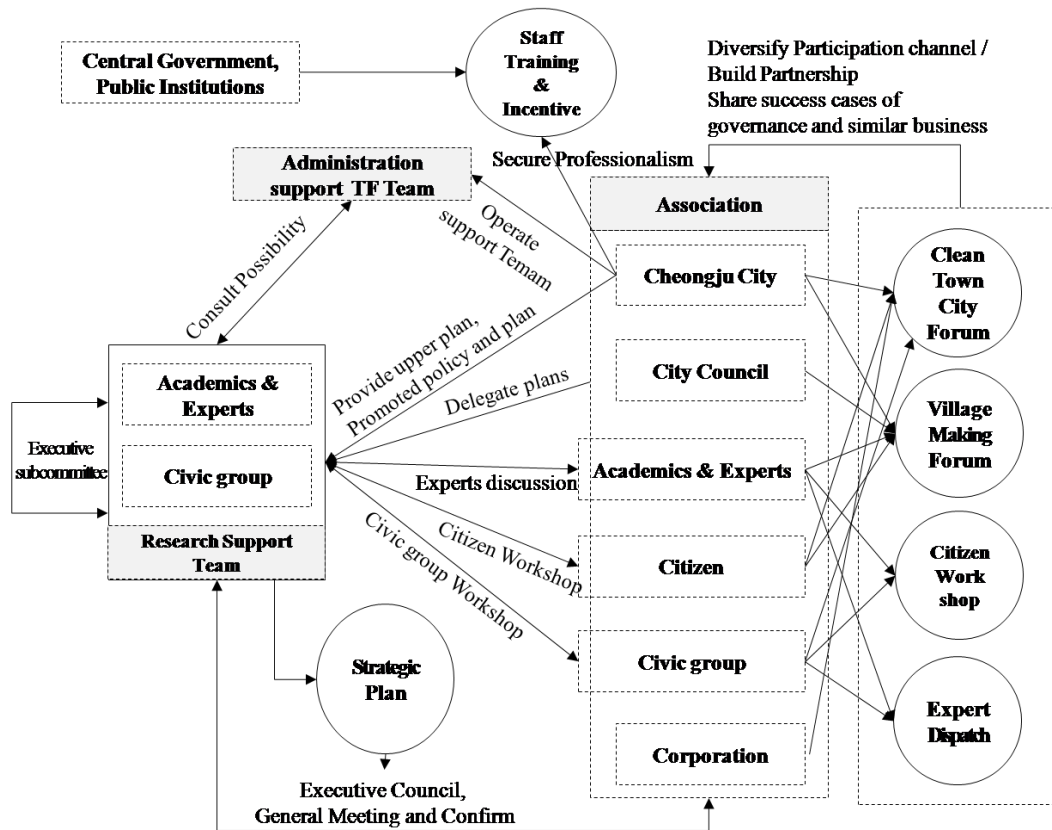 Central Government,
Public Institutions
Staff
Training
&
Incentive
Diversify Participation channel /
Build Partnership
Share success cases of
governance and similar business
Secure Professionalism
Administration
support TF Team
Operate
support Temam
Association
Consult Possibility
Cheongju City
Clean
Town
City
Forum
Provide upper plan,
Promoted policy and plan
City Council
Delegate plans
Academics &
Experts
Village
Making
Forum
Executive
subcommittee
Civic group
Academics & Experts
Experts discussion
Citizen Workshop
Civic group Workshop
Research Support
Team
Citizen
Citizen
Work
shop
Strategic
Plan
Civic group
Expert
Dispatch
Corporation
Executive Council,
General Meeting and Confirm